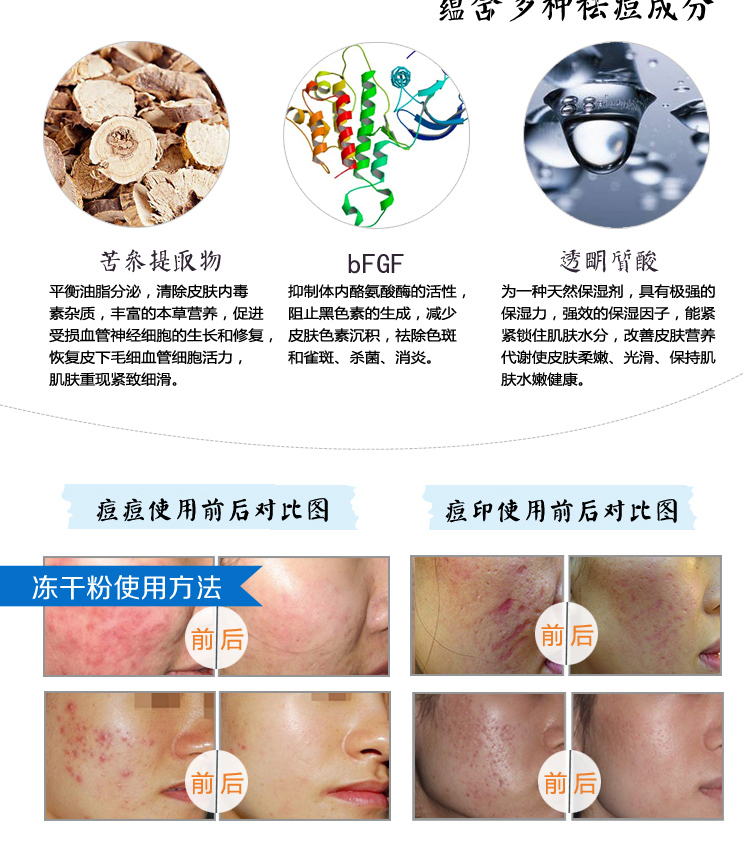 蕴含多种祛痘成分
苦参提取物
平衡油脂分泌，清除皮肤内毒
素杂质，丰富的本草营养，促进
受损血管神经细胞的生长和修复，
恢复皮下毛细血管细胞活力，
肌肤重现紧致细滑。
bFGF
抑制体内酪氨酸酶的活性，
阻止黑色素的生成，减少
皮肤色素沉积，祛除色斑
和雀斑、杀菌、消炎。
透明质酸
为一种天然保湿剂，具有极强的
保湿力，强效的保湿因子，能紧
紧锁住肌肤水分，改善皮肤营养
代谢使皮肤柔嫩、光滑、保持肌
肤水嫩健康。
痘痘使用前后对比图
痘印使用前后对比图
冻干粉使用方法
前 后
前 后
前 后
前 后